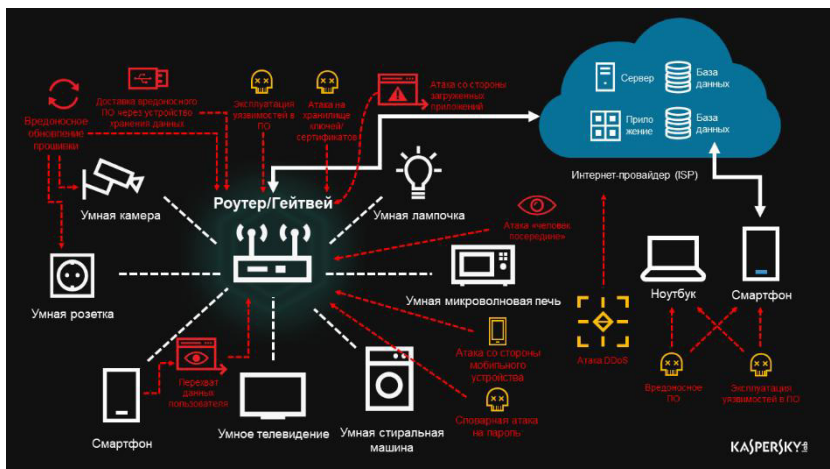 Сервер
База
данных
Прило
жение
База
данных
Интернет-провайдер (ISP)
Атака со стороны
загруженных
приложений
Доставка вредоносного
ПО через устройство
хранения данных
Эксплуатация
уязвимостей в
ПО
Атака на
хранилище
ключей/
сертификатов
Вредоносное
обновление
прошивки
Роутер/Гейтвей
Умная камера
Умная лампочка
Атака «человек
посередине»
Умная розетка
Умная микроволновая печь
Ноутбук
Смартфон
Атака со стороны
мобильного
устройства
Атака DDoS
Перехват
данных
пользователя
Вредоносное
ПО
Эксплуатация
уязвимостей в ПО
Словарная атака
на пароль
Смартфон
Умное телевидение
Умная стиральная
машина
KASPERSKY lab